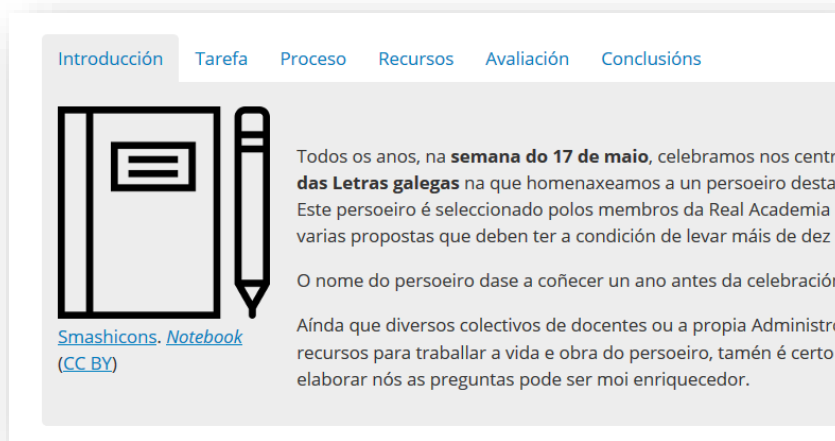 Introducción Tarefa Proceso Recursos Avaliación Conclusións
Todos os anos, na semana do 17 de maio, celebramos nos
das Letras galegas na que homenaxeamos a un persoeiro
Este persoeiro é seleccionado polos membros da Real Academia
varias propostas que deben ter a condición de levar máis de dez
O nome do persoeiro dase a coñecer un ano antes da
Aínda que diversos colectivos de docentes ou a propia
recursos para traballar a vida e obra do persoeiro, tamén é certo
elaborar nós as preguntas pode ser moi enriquecedor.
Smashicons. Notebook
(CC BY)